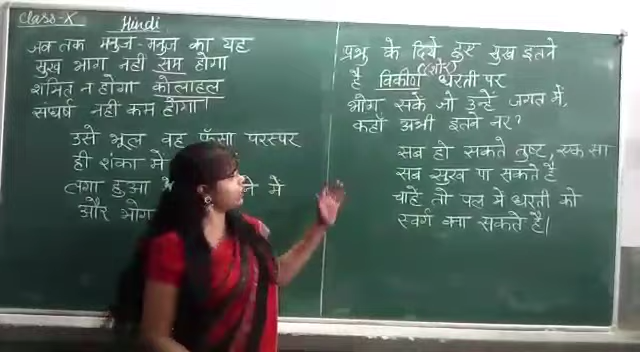 Class-X
Hindi
जब तक मनुज-मनुज का यह
सुख भाग नहीं सम होगा
शमित न होगा कोलाहल
संघर्ष नहीं कम होगा।
उसे भूल वह फँसा परस्पर
ही शंका में
लगा हुआ में
और भोग
प्रभु के दिये हुए सुख इतने
है विकीर्ण धरती पर
भोग सकें जो उन्हें जगत में,
कहाँ अभी इतने नर?
सब हो सकते तुष्ट, एक सा
सब सुख पा सकते हैं
चाहें तो पल में धरती को
स्वर्ग बना सकते हैं।